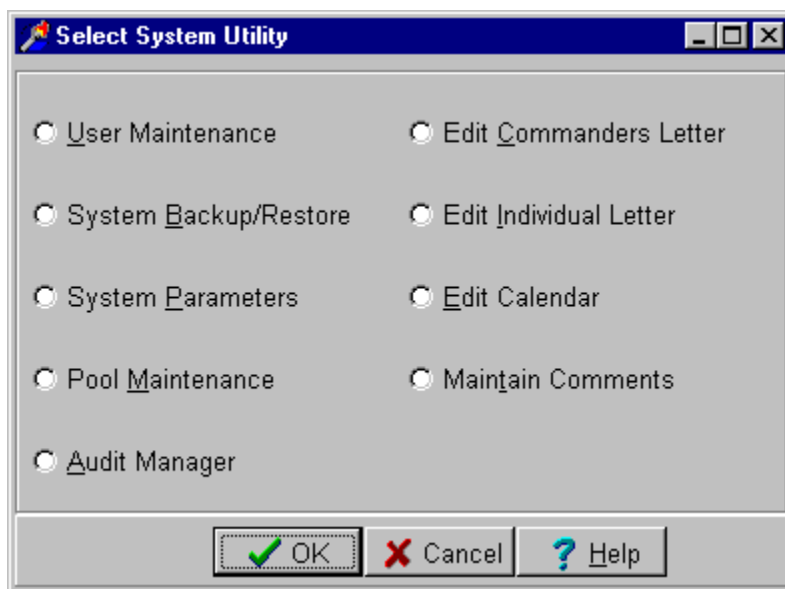 Select System Utility
User Maintenance
Edit Commanders Letter
System Backup/Restore
Edit Individual Letter
System Parameters
Edit Calendar
Pool Maintenance
Maintain Comments
Audit Manager
OK
Cancel
Help